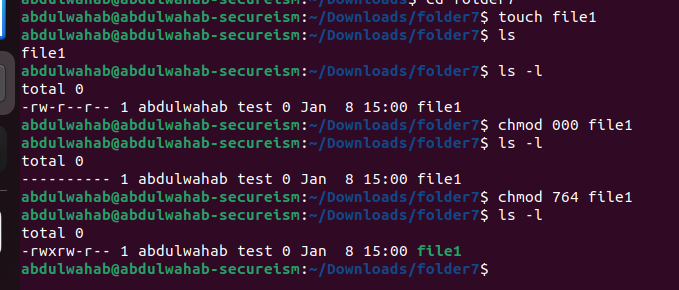 $ cd folder7
abdulwahab@abdulwahab-secureism:~/Downloads/folder7$ touch file1
abdulwahab@abdulwahab-secureism:~/Downloads/folder7$ ls
file1
abdulwahab@abdulwahab-secureism:~/Downloads/folder7$ ls -l
total 0
-rw-r--r-- 1 abdulwahab test 0 Jan  8 15:00 file1
abdulwahab@abdulwahab-secureism:~/Downloads/folder7$ chmod 000 file1
abdulwahab@abdulwahab-secureism:~/Downloads/folder7$ ls -l
total 0
---------- 1 abdulwahab test 0 Jan  8 15:00 file1
abdulwahab@abdulwahab-secureism:~/Downloads/folder7$ chmod 764 file1
abdulwahab@abdulwahab-secureism:~/Downloads/folder7$ ls -l
total 0
-rwxrw-r-- 1 abdulwahab test 0 Jan  8 15:00 file1
abdulwahab@abdulwahab-secureism:~/Downloads/folder7$